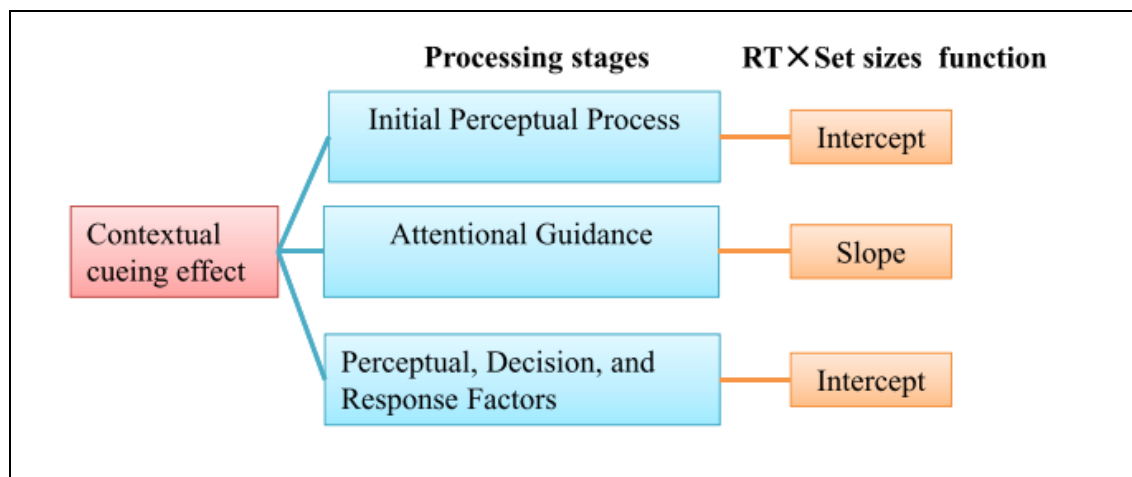 Processing stages
RT×Set sizes function
Initial Perceptual Process
Intercept
Contextual
cueing effect
Attentional Guidance
Slope
Perceptual, Decision, and
Response Factors
Intercept